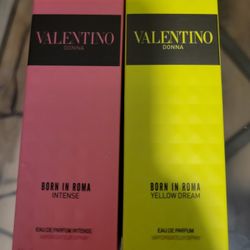 VALENTINO
DONNA
BORN IN ROMA
INTENSE
EAU DE PARFUM INTENSE
VALENTINO
DONNA
BORN IN ROMA
YELLOW DREAM
EAU DE PARFUM